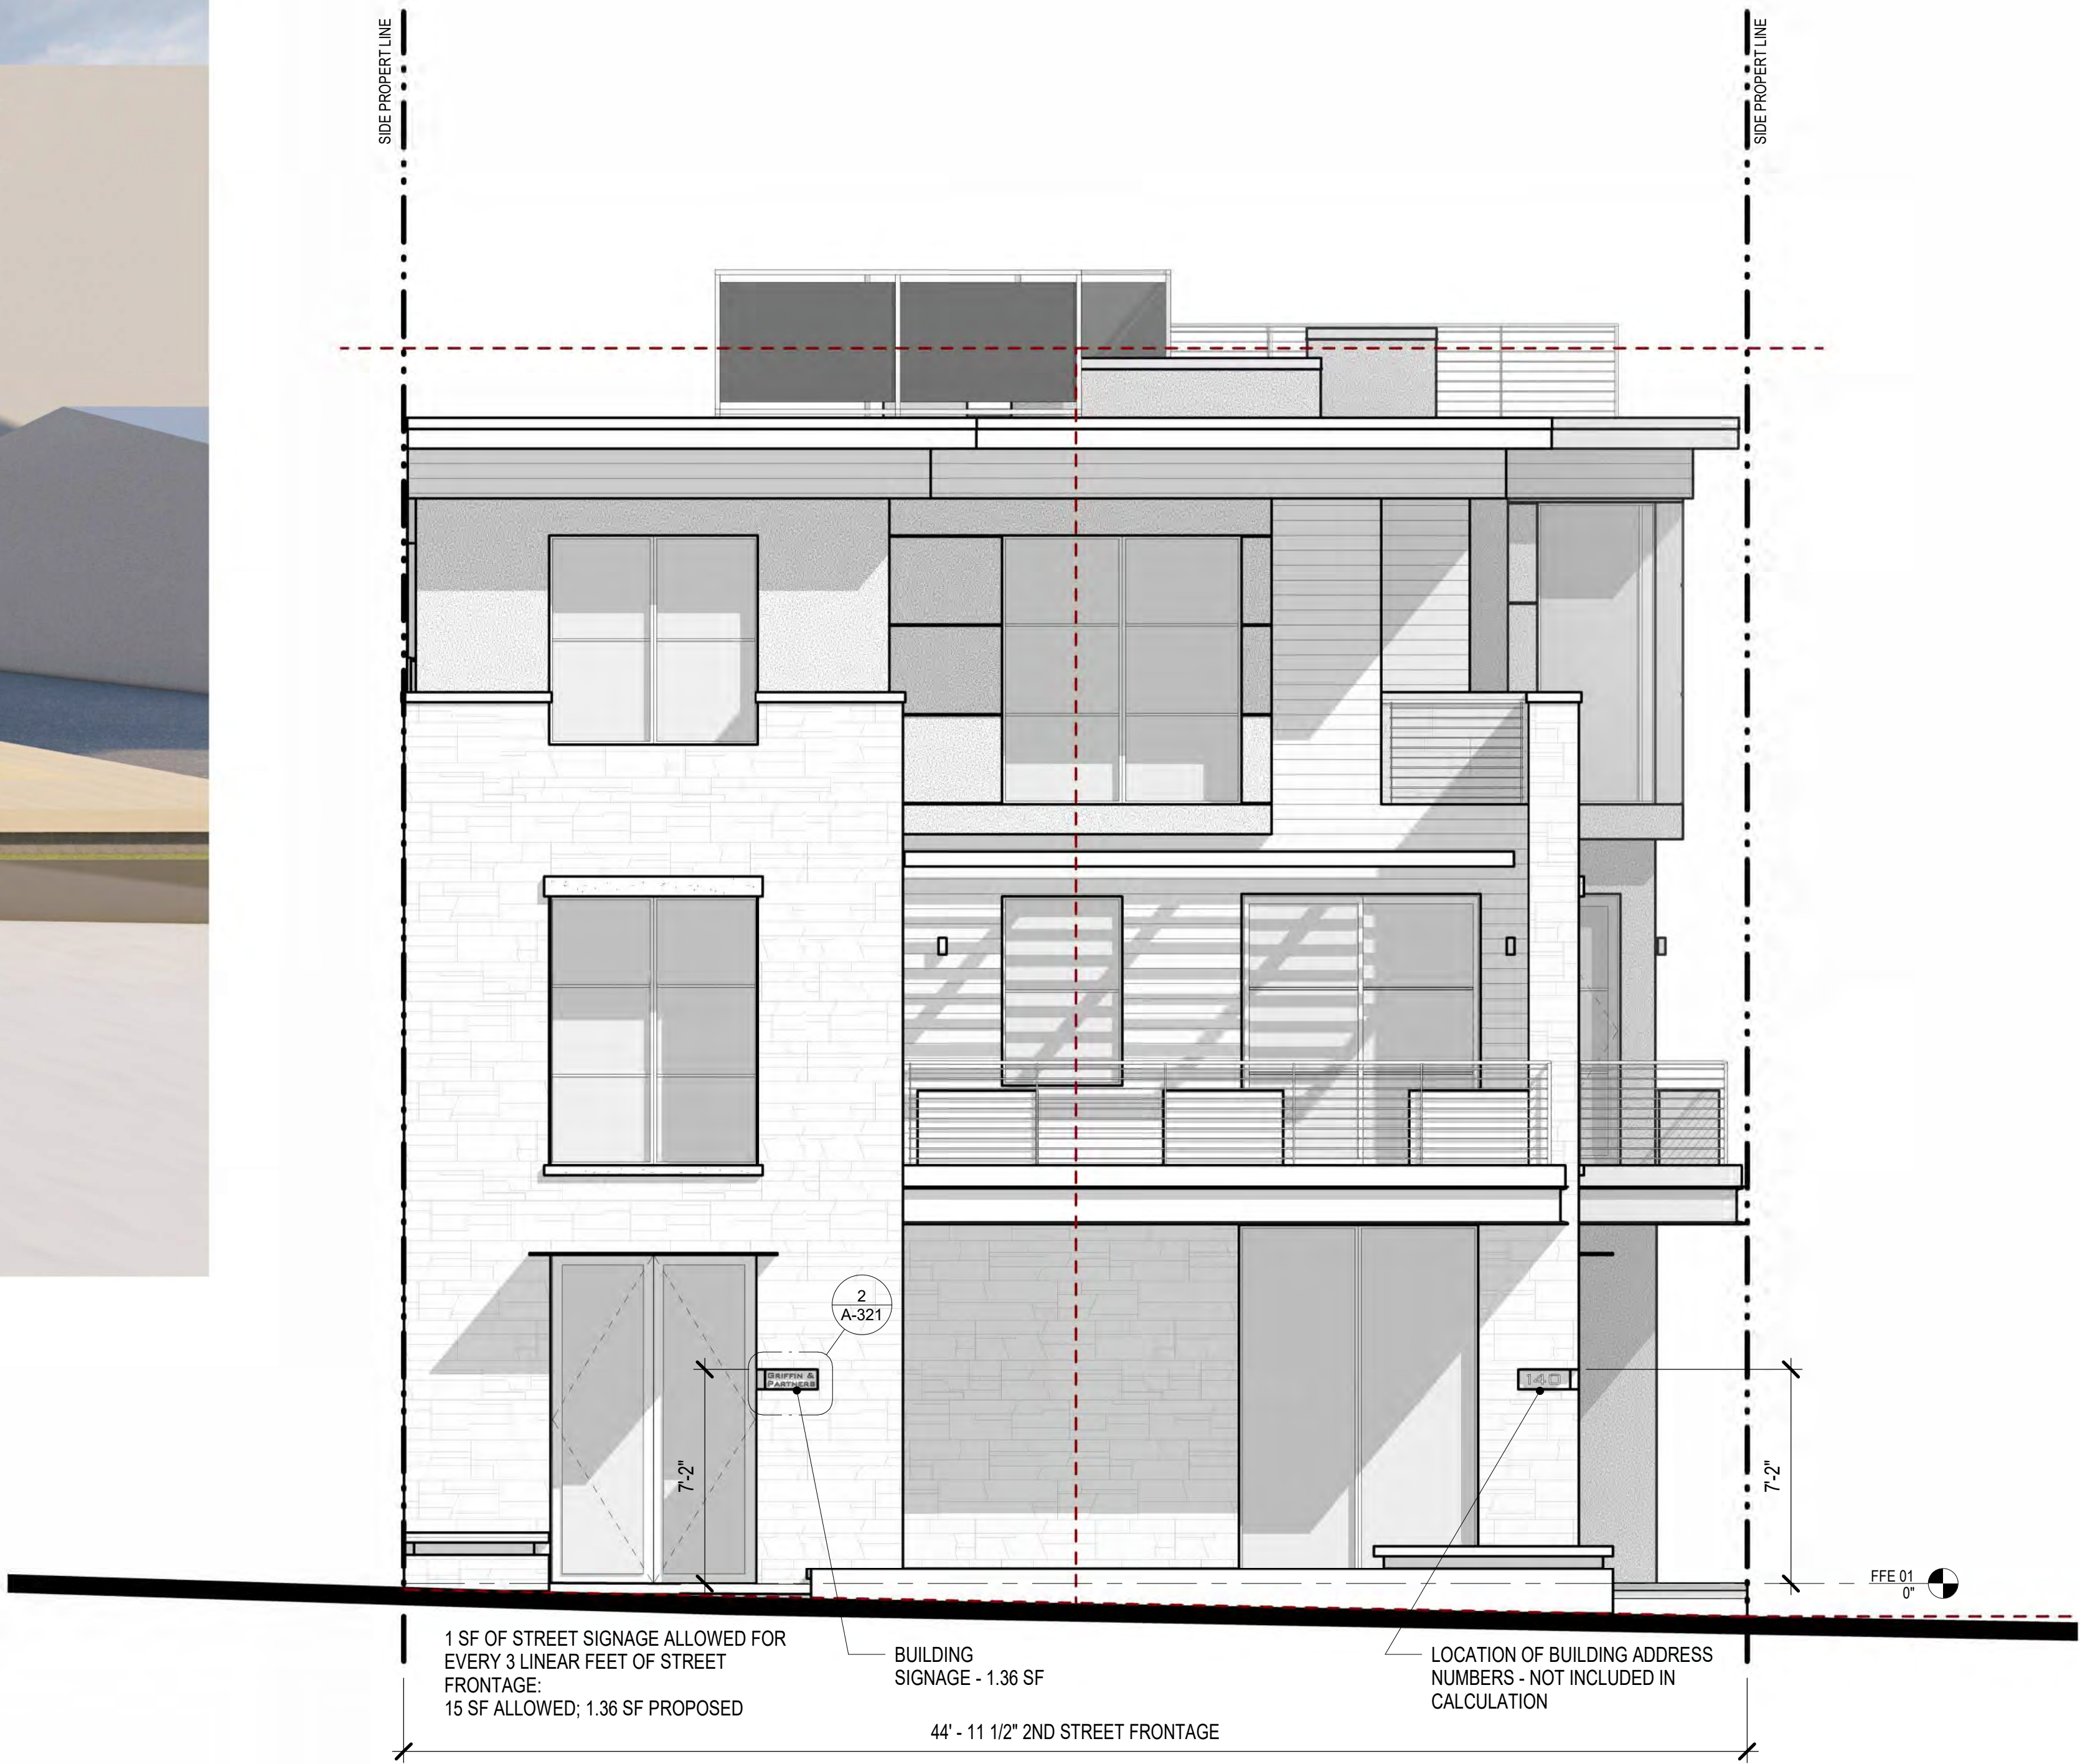 SIDE PROPERTY LINE
SIDE PROPERTY LINE
2
A-321
GRIFFIN &
PARTNERS
140
7'-2"
7'-2"
FFE 01
0"
1 SF OF STREET SIGNAGE ALLOWED FOR
EVERY 3 LINEAR FEET OF STREET
FRONTAGE:
15 SF ALLOWED; 1.36 SF PROPOSED
BUILDING
SIGNAGE - 1.36 SF
LOCATION OF BUILDING ADDRESS
NUMBERS - NOT INCLUDED IN
CALCULATION
44' - 11 1/2" 2ND STREET FRONTAGE